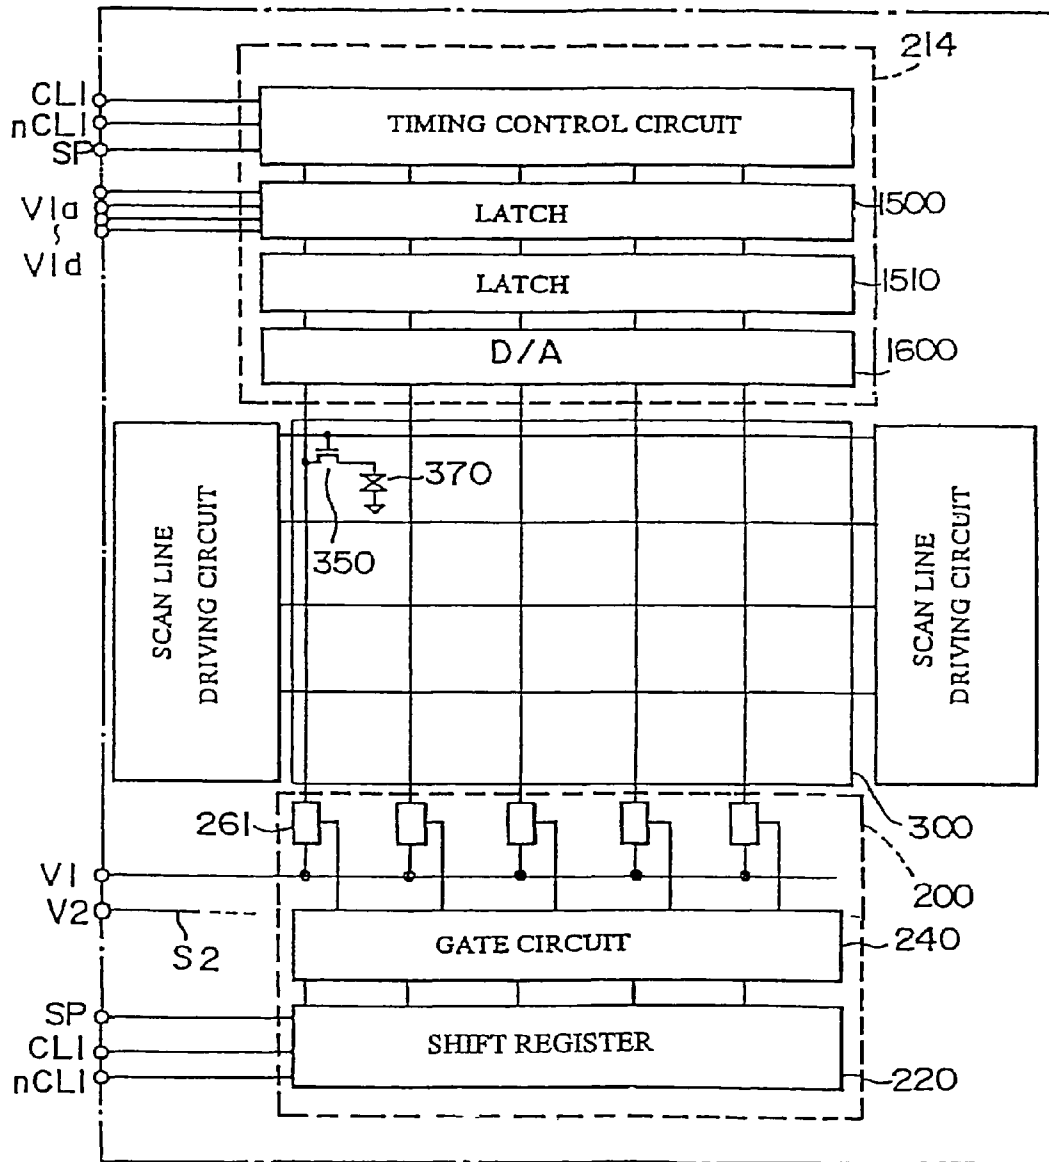 214
CL1
nCL1
SP
TIMING CONTROL CIRCUIT
V1a
~
V1d
LATCH
1500
LATCH
1510
D/A
1600
SCAN LINE
DRIVING CIRCUIT
370
350
SCAN LINE
DRIVING CIRCUIT
261
300
V1
200
V2
S2
GATE CIRCUIT
240
SP
CL1
nCL1
SHIFT REGISTER
220